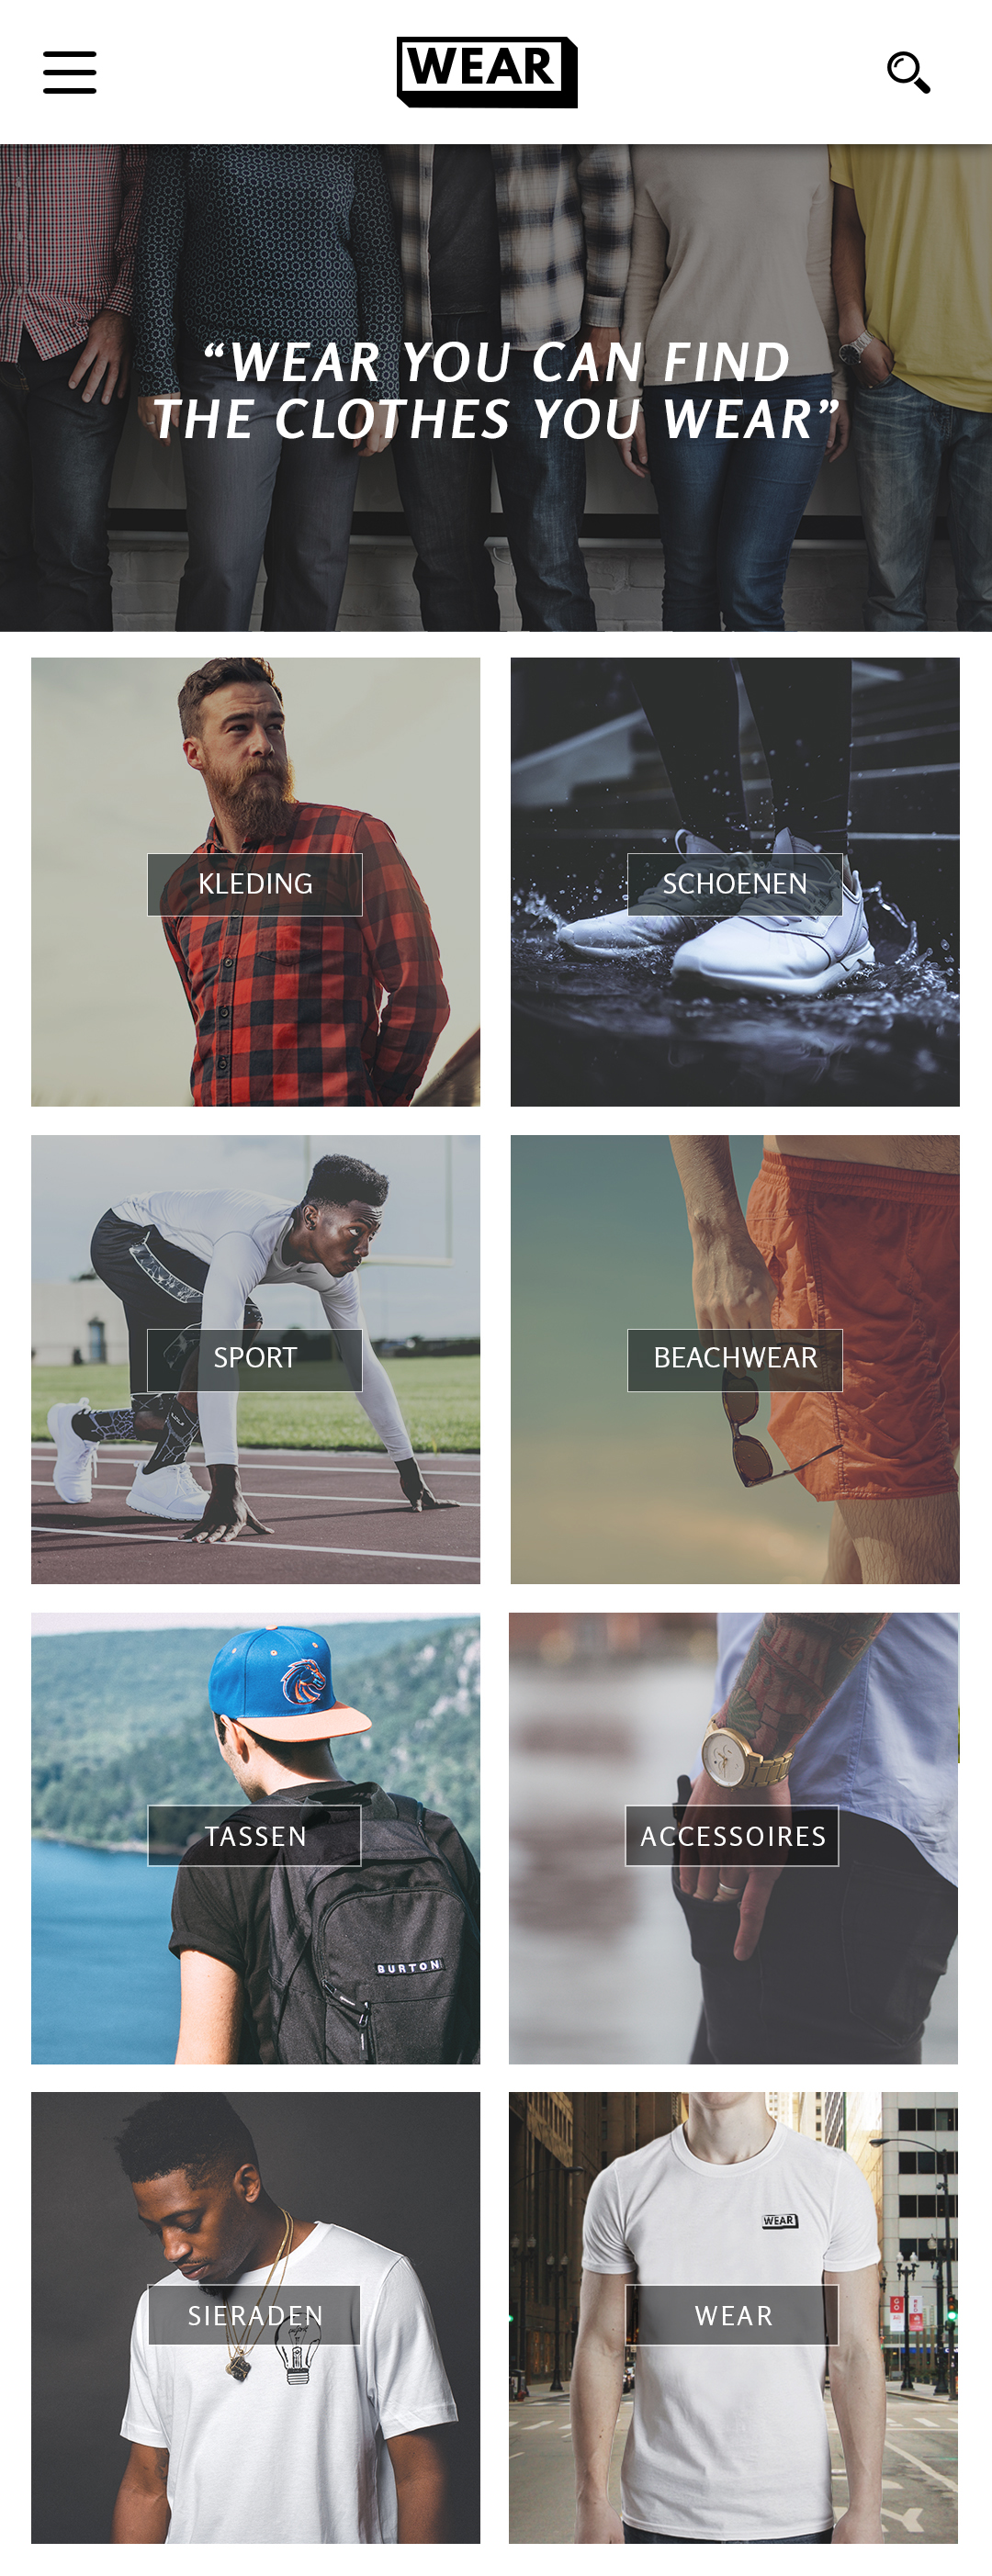 WEAR
“WEAR YOU CAN FIND
THE CLOTHES YOU WEAR”
KLEDING
SCHOENEN
SPORT
BEACHWEAR
TASSEN
ACCESSOIRES
BURTON
WEAR
SIERADEN
WEAR